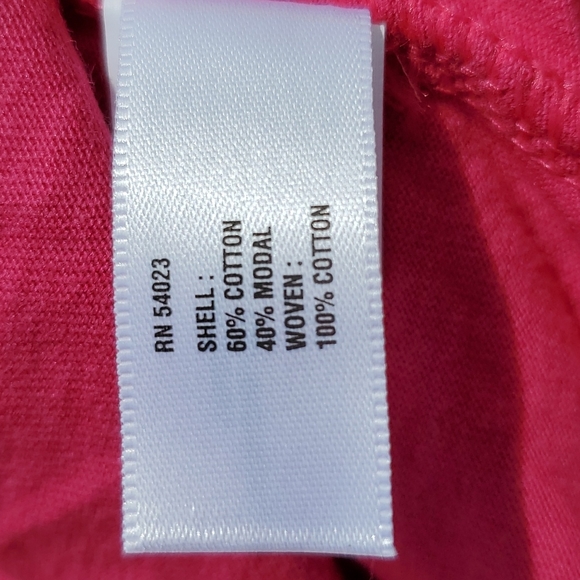 RN 54023
SHELL :
60% COTTON
40% MODAL
WOVEN :
100% COTTON